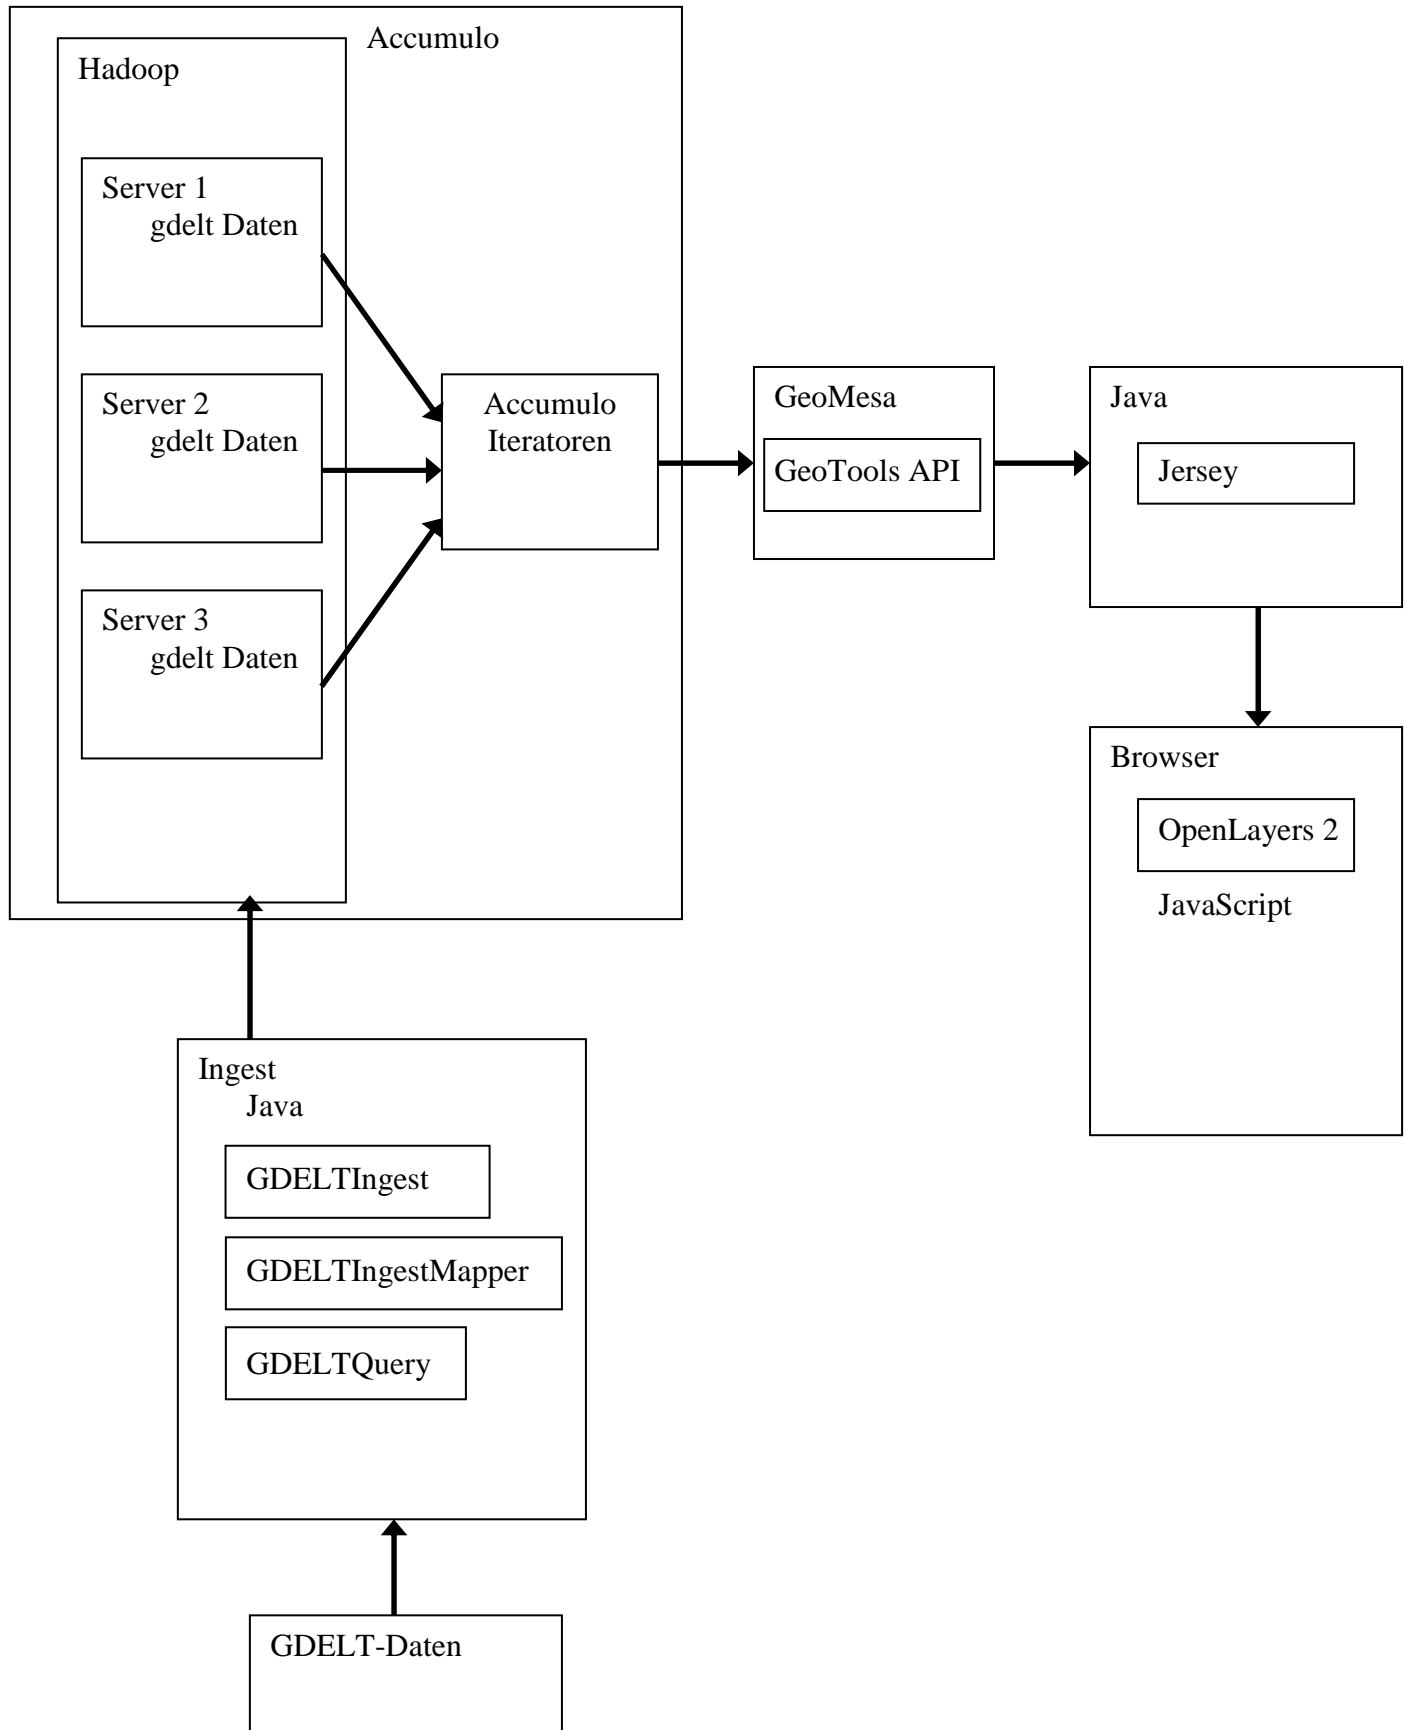 Accumulo
Hadoop
Server 1
gdelt Daten
Server 2
gdelt Daten
Server 3
gdelt Daten
Accumulo
Iteratoren
GeoMesa
GeoTools API
Java
Jersey
Browser
OpenLayers 2
JavaScript
Ingest
Java
GDELTIngest
GDELTIngestMapper
GDELTQuery
GDELT-Daten